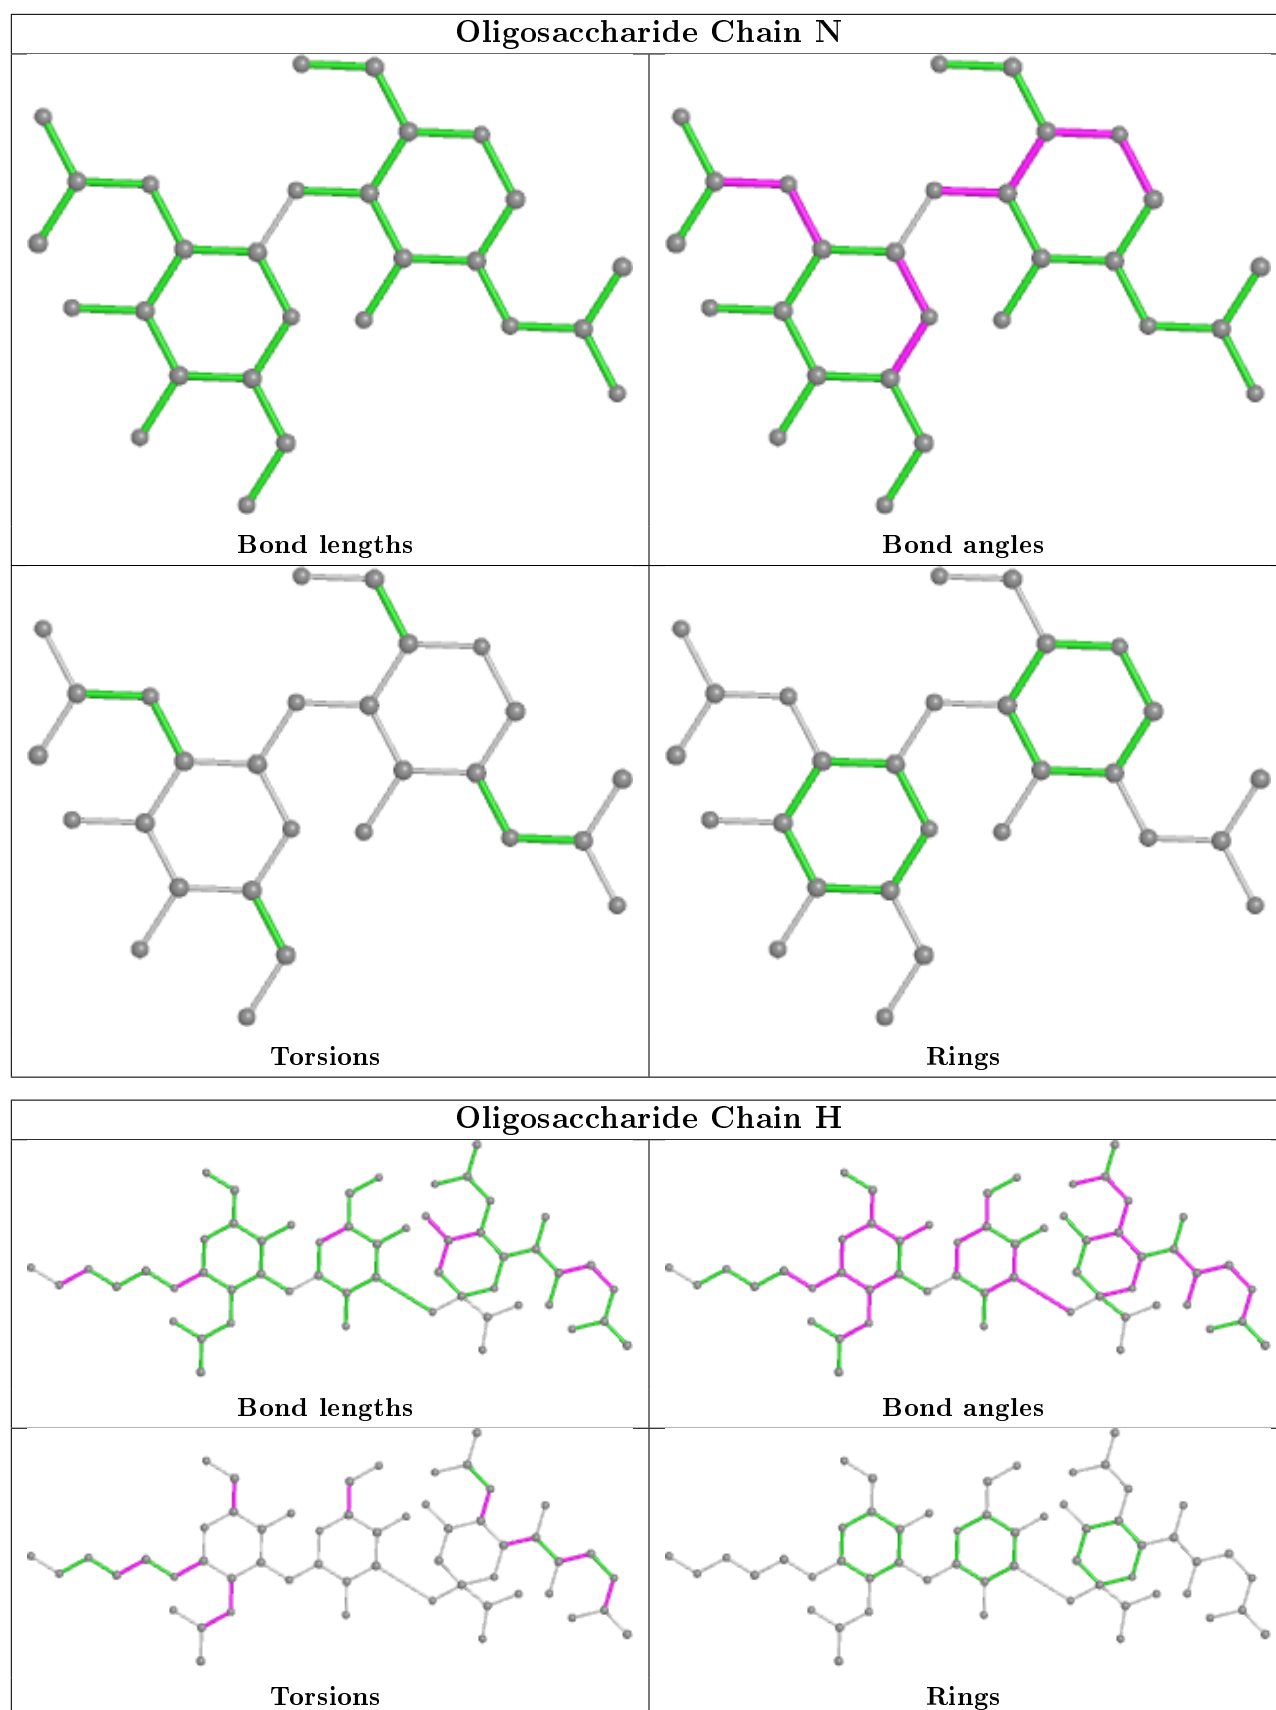 Oligosaccharide Chain N
Bond lengths
Bond angles
Torsions
Rings
Oligosaccharide Chain H
Bond lengths
Bond angles
Torsions
Rings